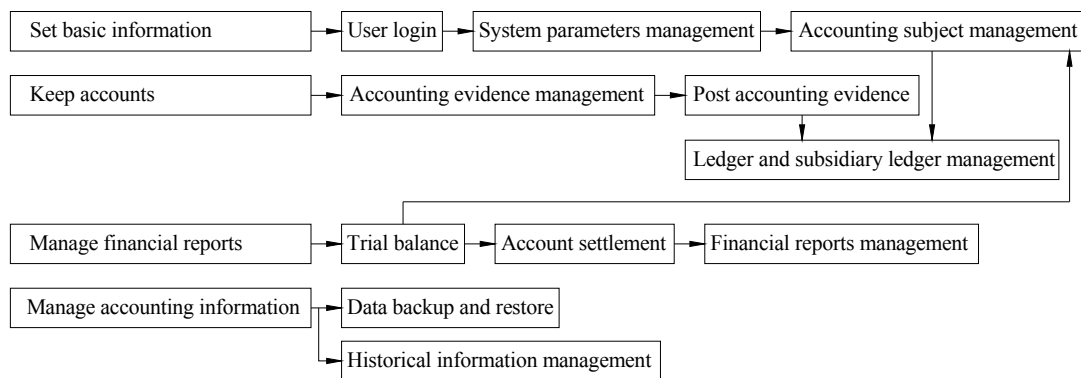 Set basic information
User login
System parameters management
Accounting subject management
Keep accounts
Accounting evidence management
Post accounting evidence
Ledger and subsidiary ledger management
Manage financial reports
Trial balance
Account settlement
Financial reports management
Manage accounting information
Data backup and restore
Historical information management